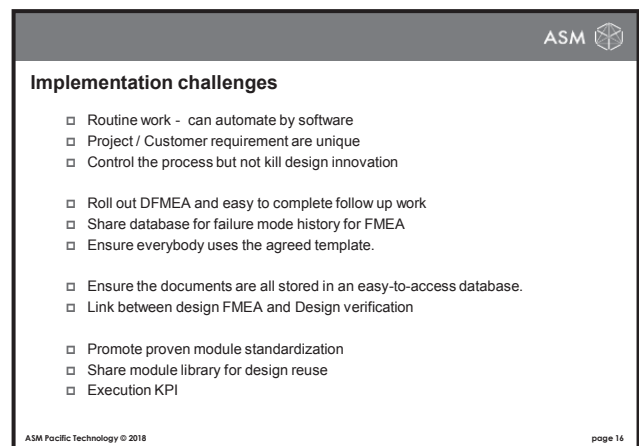 ASM
Implementation challenges
Routine work - can automate by software
Project / Customer requirement are unique
Control the process but not kill design innovation
Roll out DFMEA and easy to complete follow up work
Share database for failure mode history for FMEA
Ensure everybody uses the agreed template.
Ensure the documents are all stored in an easy-to-access database.
Link between design FMEA and Design verification
Promote proven module standardization
Share module library for design reuse
Execution KPI
ASM Pacific Technology © 2018 page 16